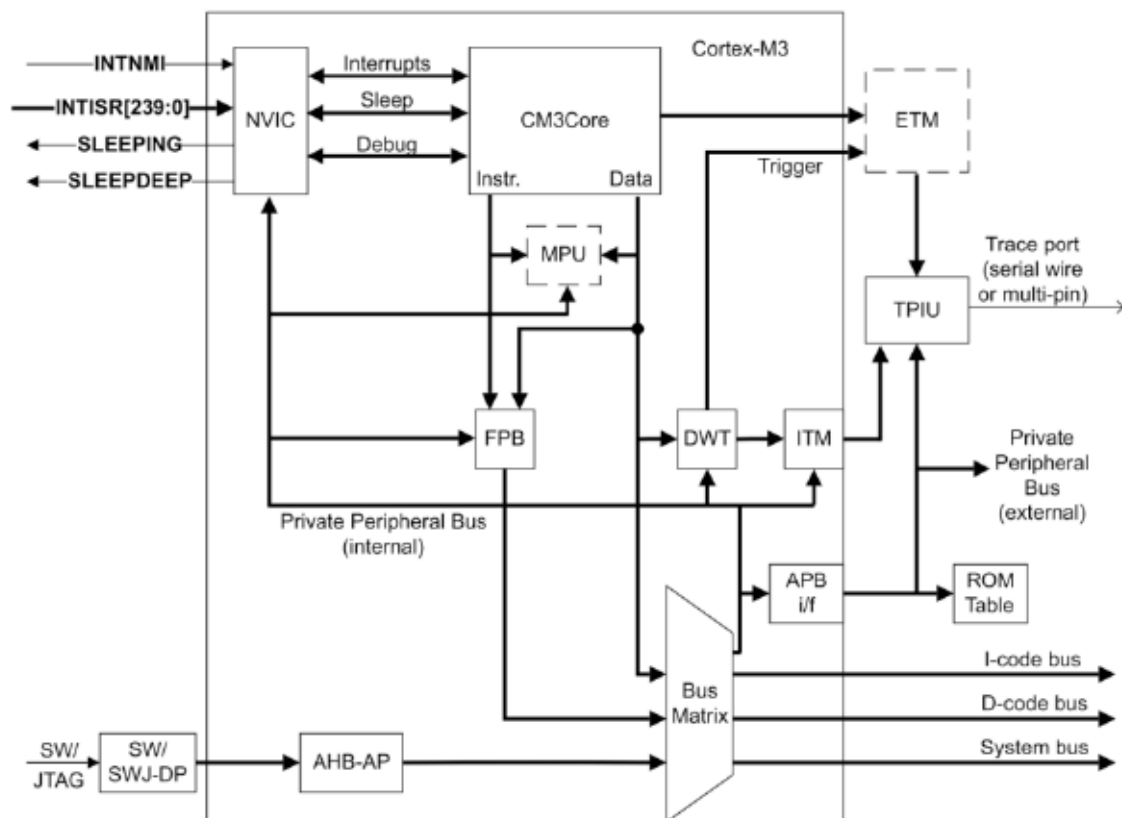 Cortex-M3
INTNMI
INTISR[239:0]
SLEEPING
SLEEPDEEP
NVIC
Interrupts
Sleep
Debug
CM3Core
Instr.
Data
ETM
Trigger
MPU
Trace port
(serial wire
or multi-pin)
TPIU
FPB
DWT
ITM
Private
Peripheral
Bus
(external)
Private Peripheral Bus
(internal)
APB
i/f
ROM
Table
Bus
Matrix
I-code bus
D-code bus
System bus
SW/
JTAG
SW/
SWJ-DP
AHB-AP